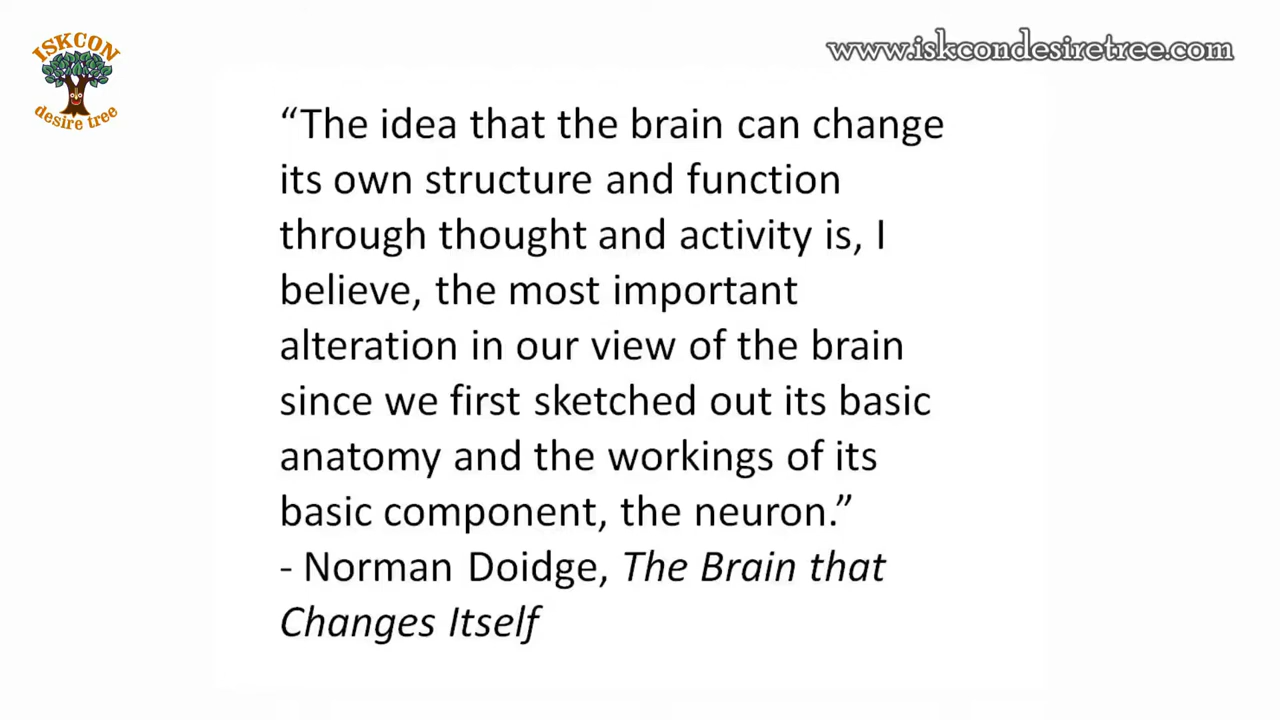 ISKCON
desire tree
www.iskcondesiretree.com
“The idea that the brain can change
its own structure and function
through thought and activity is, I
believe, the most important
alteration in our view of the brain
since we first sketched out its basic
anatomy and the workings of its
basic component, the neuron.”
- Norman Doidge, The Brain that
Changes Itself